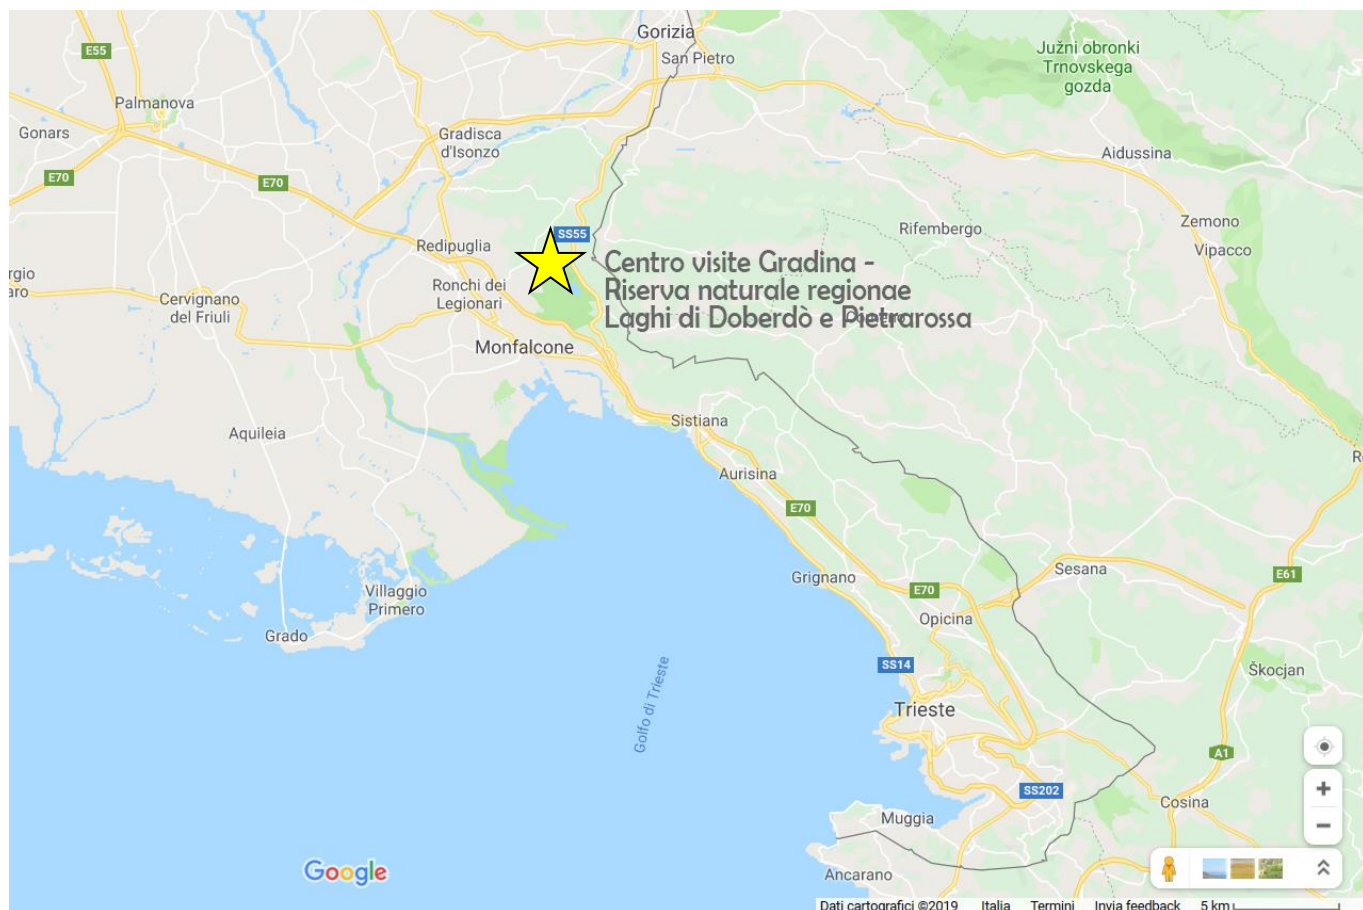 Gorizia
San Pietro
Južni obronki
Trnovskega
gozda
E55
Palmanova
Gonars
Gradisca
d'Isonzo
Aidussina
E70
E70
Zemono
Vipacco
Rifembergo
Redipuglia
SS55
Centro visite Gradina -
Riserva naturale regionae
Laghi di Doberdò e Pietrarossa
rgio
aro
Ronchi dei
Legionari
Cervignano
del Friuli
Monfalcone
Sistiana
Aquileia
Aurisina
E70
Grignano
Sesana
E61
E70
Villaggio
Primero
Opicina
Grado
SS14
Škocjan
Golfo di Trieste
Trieste
A1
SS202
Cosina
Muggia
Google
Ancarano
Dati cartografici ©2019 Italia Termini Invia feedback 5 km